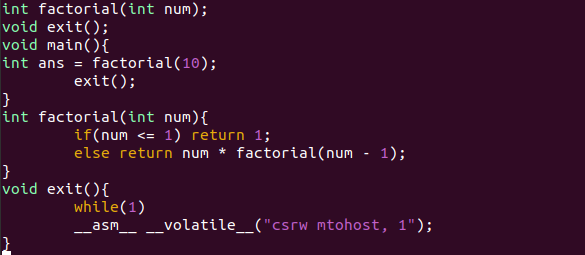 int factorial(int num);
void exit();
void main(){
int ans = factorial(10);
        exit();
}
int factorial(int num){
        if(num <= 1) return 1;
        else return num * factorial(num - 1);
}
void exit(){
        while(1)
        __asm__ __volatile__("csrw mtohost, 1");
}